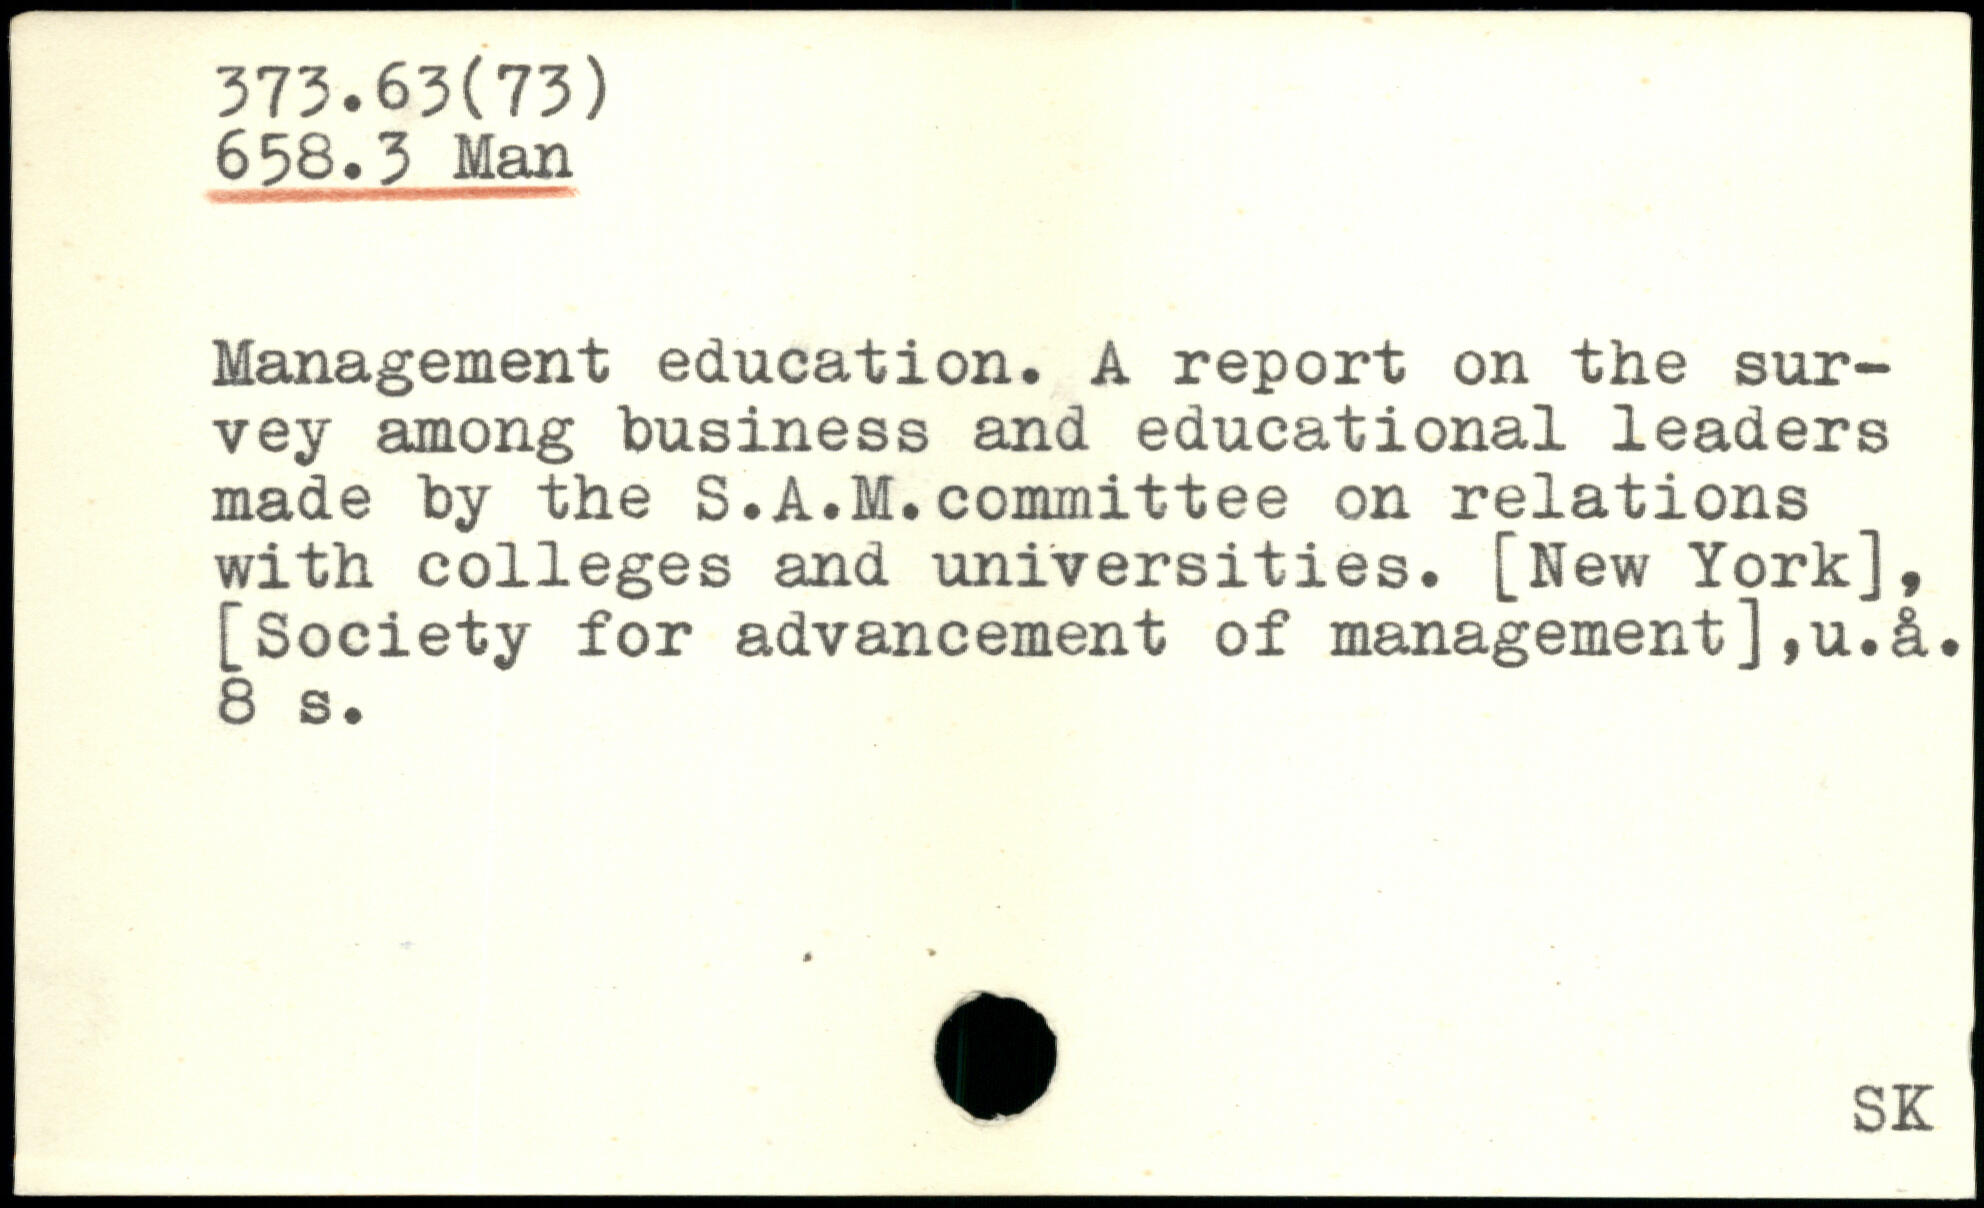 373.63(73)
658.3 Man
Management education. A report on the sur-
vey among business and educational leaders
made by the S.A.M.committee on relations
with colleges and universities. [New York],
[Society for advancement of management],u.å.
8 s.
SK